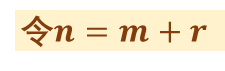 令n = m + r